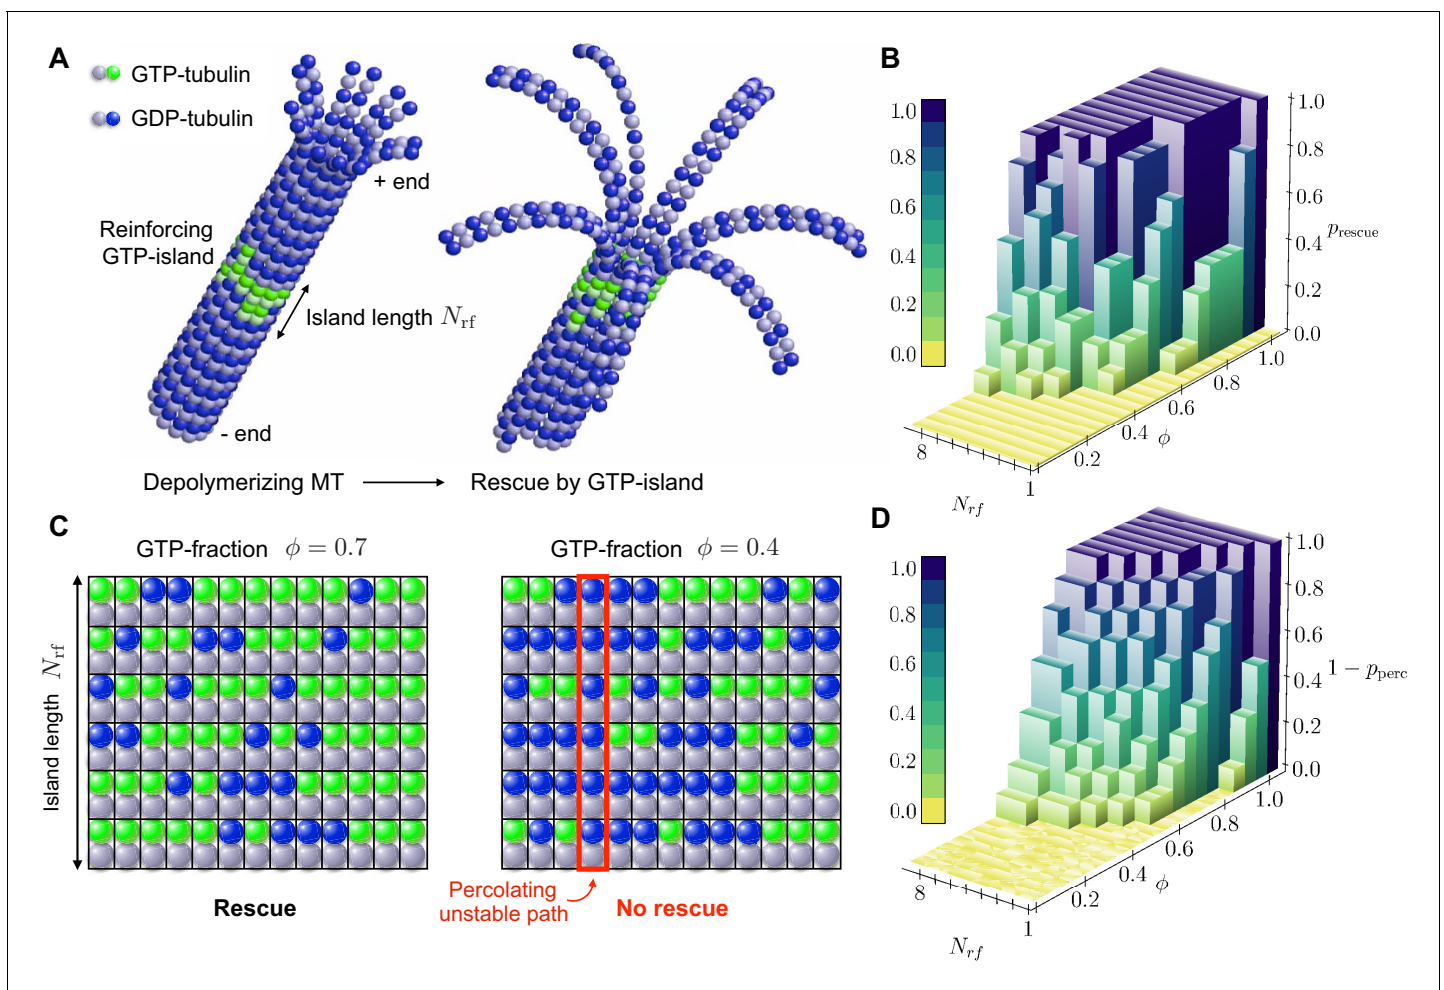 A
GTP-tubulin
GDP-tubulin
+ end
Reinforcing
GTP-island
Island length N_rf
- end
Depolymerizing MT
Rescue by GTP-island
B
1.0
0.8
0.6
0.4
0.2
0.0
1.0
0.8
0.6
0.4
0.2
0.0
p_rescue
1.0
0.8
0.6
0.4
0.2
ϕ
8
1
N_rf
C
GTP-fraction ϕ = 0.7
GTP-fraction ϕ = 0.4
Island length N_rf
Rescue
Percolating
unstable path
No rescue
D
1.0
0.8
0.6
0.4
0.2
0.0
1.0
0.8
0.6
0.4
0.2
0.0
1 − p_perc
1.0
0.8
0.6
0.4
0.2
ϕ
8
1
N_rf